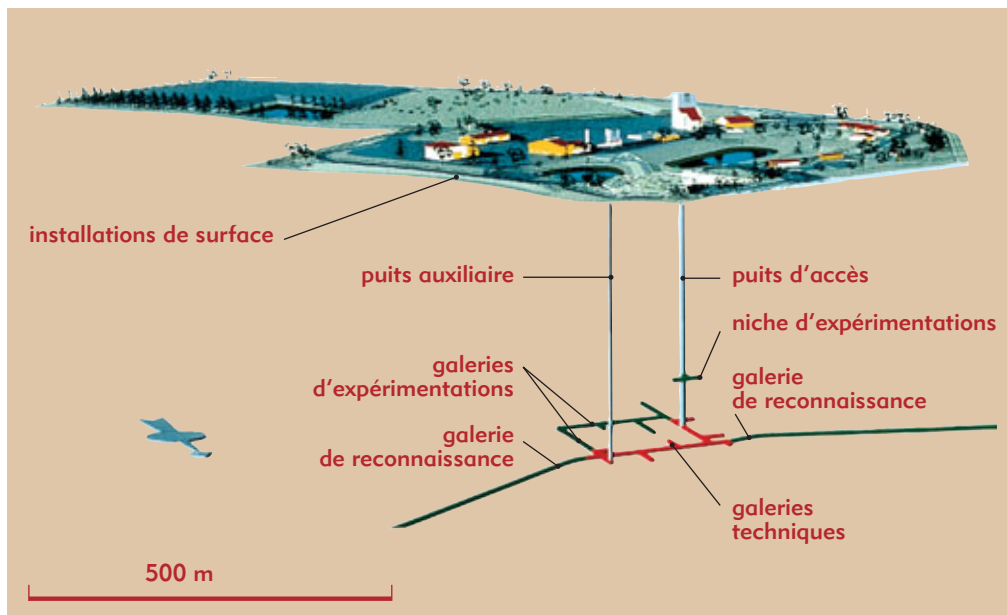 installations de surface
puits auxiliaire
puits d'accès
niche d'expérimentations
galeries
d'expérimentations
galerie
de reconnaissance
galerie
de reconnaissance
galeries
techniques
500 m